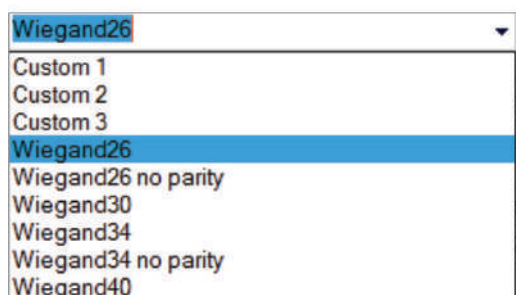 Wiegand26
Custom 1
Custom 2
Custom 3
Wiegand26
Wiegand26 no parity
Wiegand30
Wiegand34
Wiegand34 no parity
Wiegand40